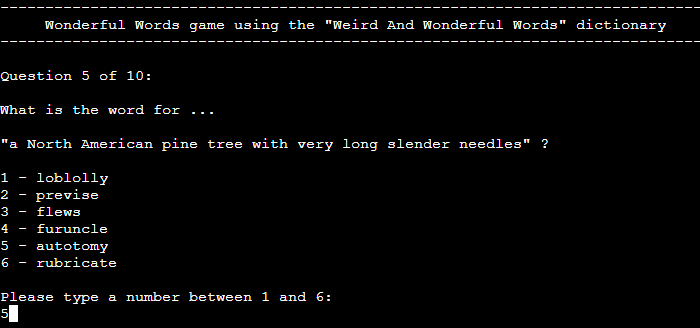 --------------------------------------------------------------------------------
Wonderful Words game using the "Weird And Wonderful Words" dictionary
--------------------------------------------------------------------------------
Question 5 of 10:
What is the word for ...
"a North American pine tree with very long slender needles" ?
1 - loblolly
2 - previse
3 - flews
4 - furuncle
5 - autotomy
6 - rubricate
Please type a number between 1 and 6:
5